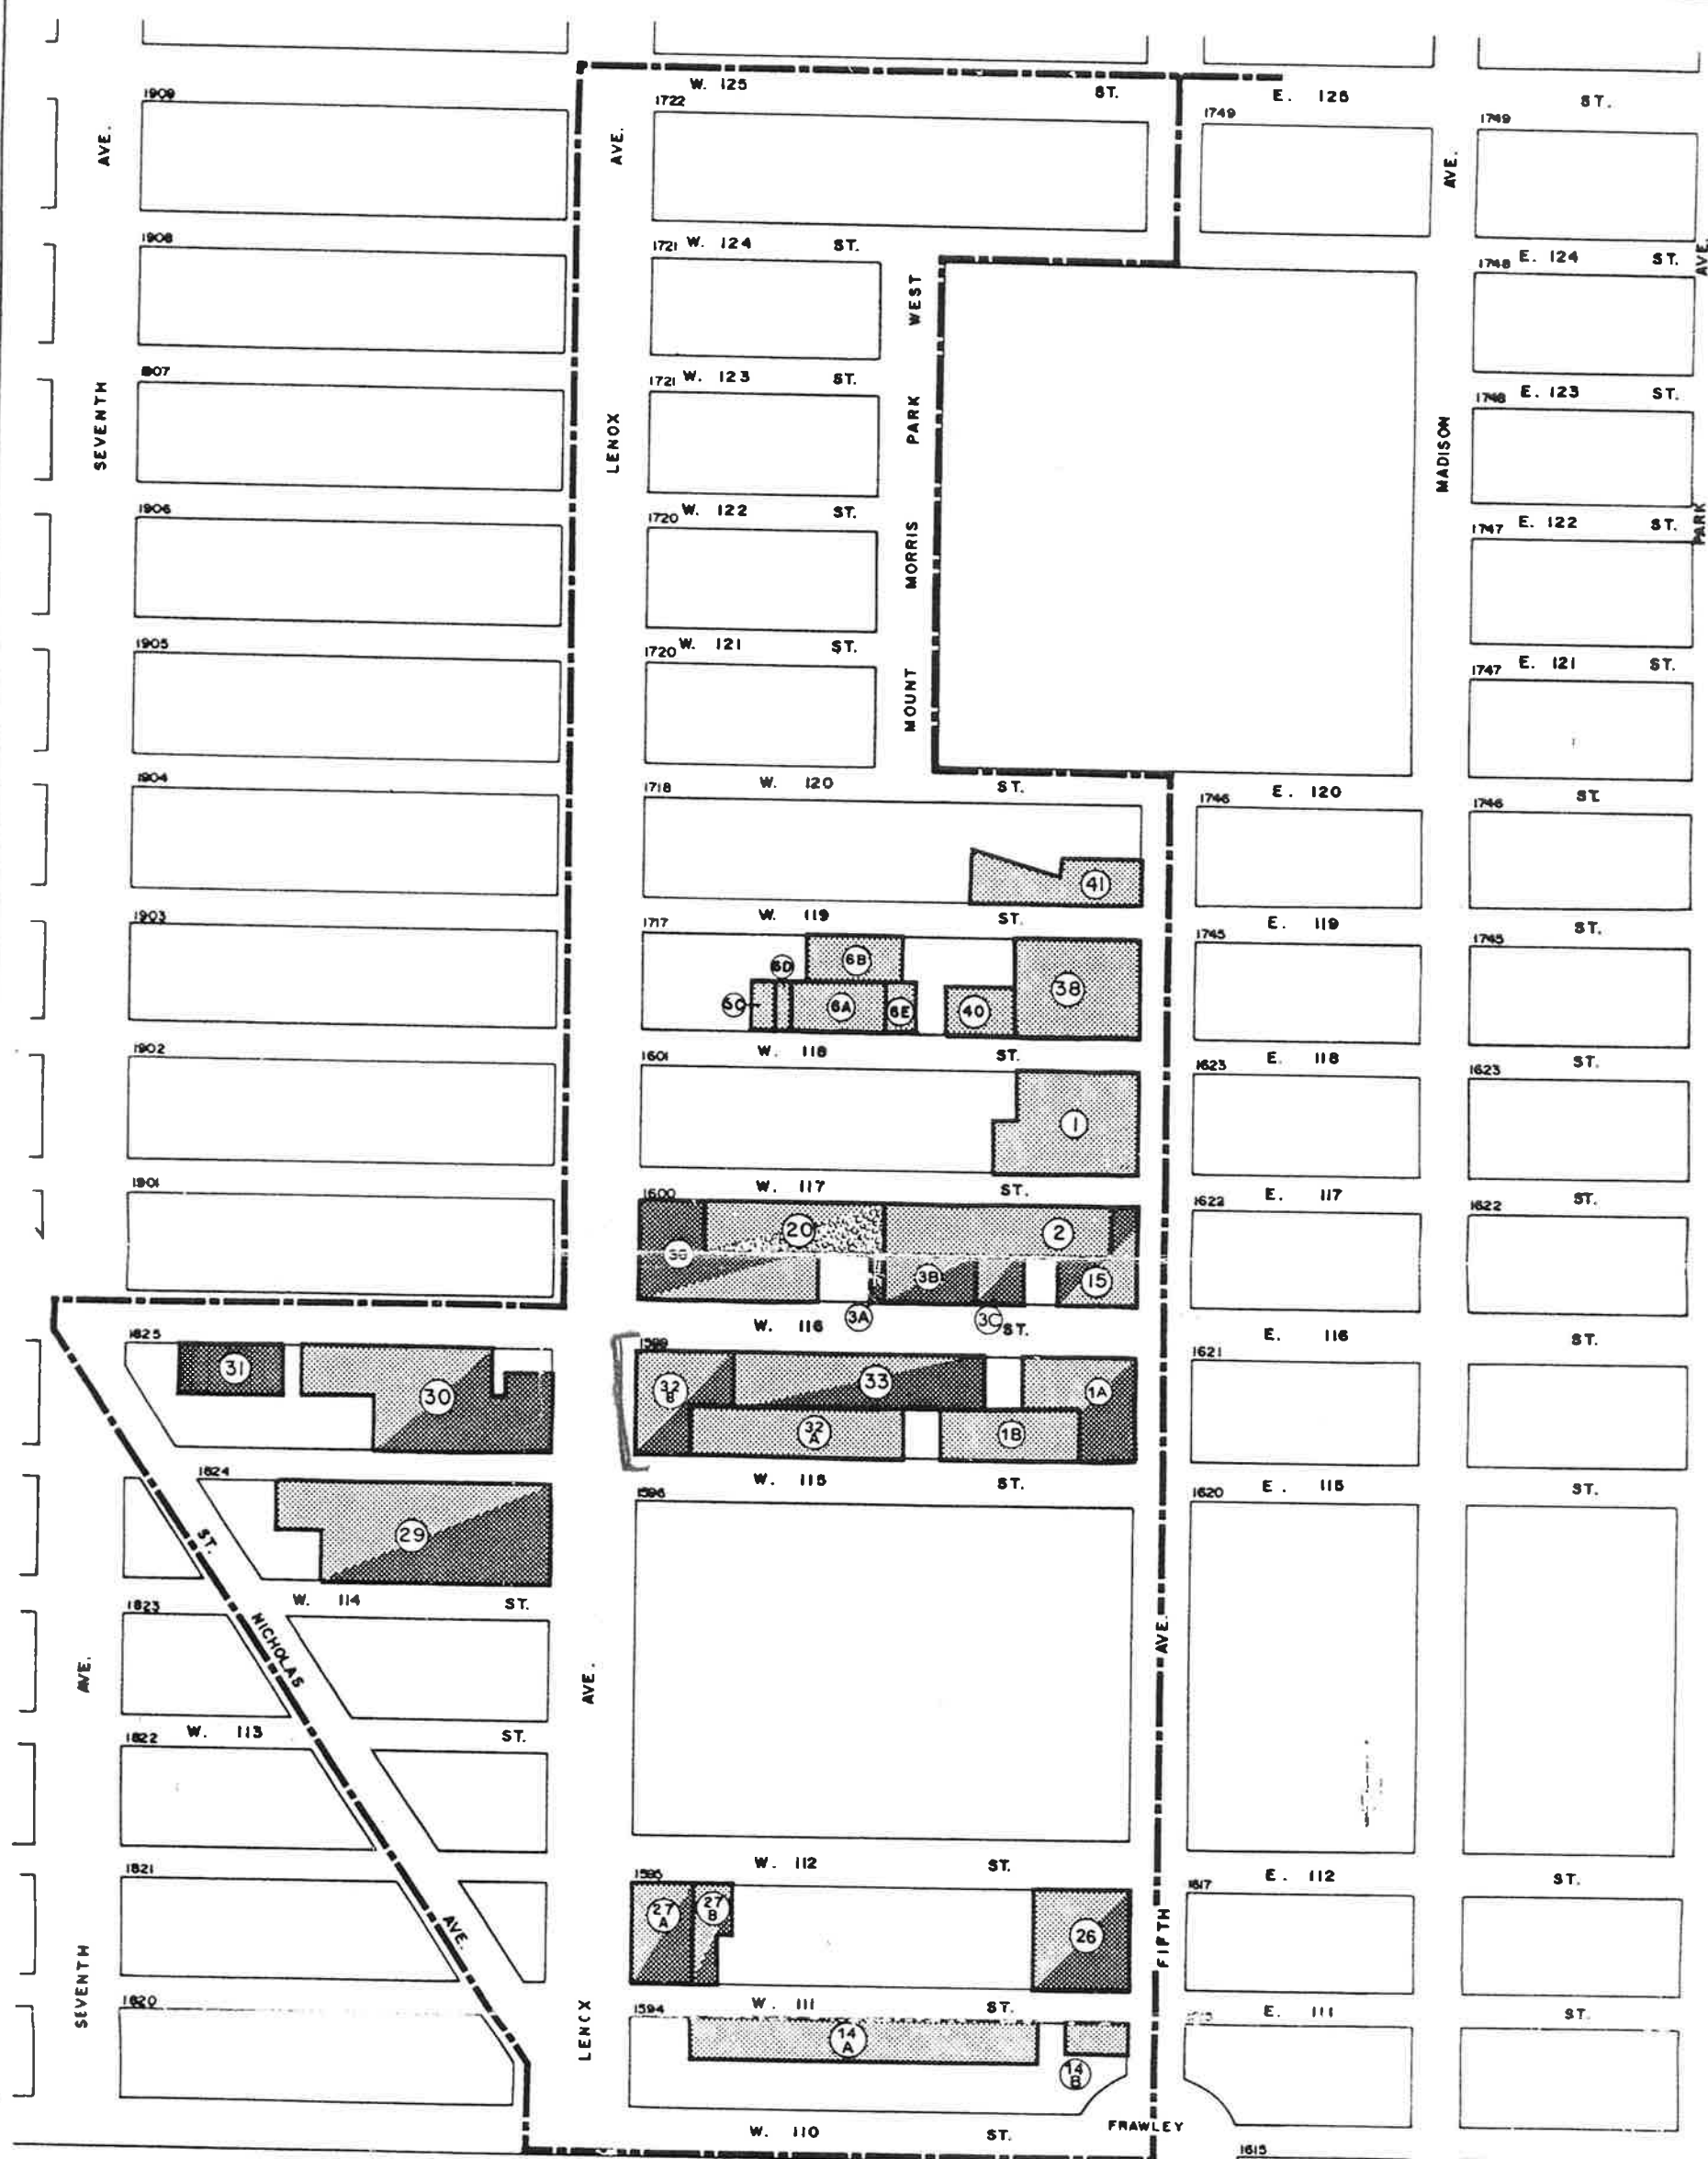 W. 125 ST.
E. 125 ST.
1909
1722
1749
1749
AVE.
AVE.
AVE.
1908
1721 W. 124 ST.
1748 E. 124 ST.
AVE.
WEST
1907
1721 W. 123 ST.
1748 E. 123 ST.
SEVENTH
LENOX
PARK
MADISON
1906
1720 W. 122 ST.
1747 E. 122 ST.
PARK
MORRIS
1905
1720 W. 121 ST.
1747 E. 121 ST.
MOUNT
1904
W. 120 ST.
1718
E. 120 ST.
1746
1746
41
1903
W. 119 ST.
1717
E. 119 ST.
1745
1745
6D
6B
38
6C
6A
6E
40
1902
W. 118 ST.
1601
E. 118 ST.
1623
1623
1
1901
W. 117 ST.
1600
E. 117 ST.
1622
1622
20
2
3B
15
3A
3C
W. 116 ST.
E. 116 ST.
1825
1599
1621
31
30
32
B
33
1A
32
A
1B
W. 115 ST.
E. 115 ST.
1824
1596
1620
ST.
29
W. 114 ST.
1823
NICHOLAS
AVE.
AVE.
AVE.
W. 113 ST.
1822
W. 112 ST.
E. 112 ST.
1821
1595
1617
27
A
27
B
26
AVE.
FIFTH
SEVENTH
LENOX
1820
W. 111 ST.
1594
E. 111 ST.
14
A
14
B
FRAWLEY
W. 110 ST.
1615